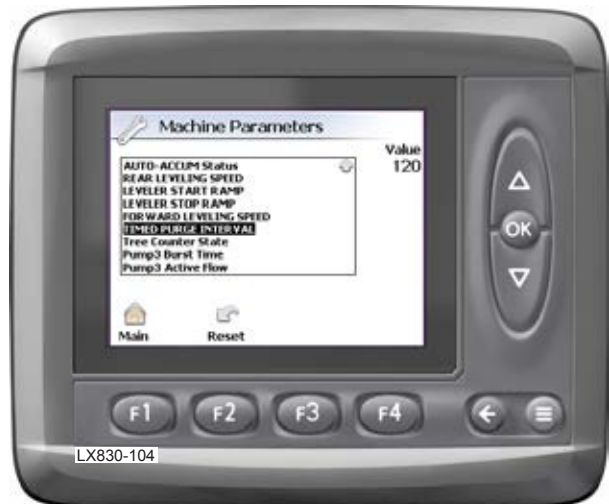 Machine Parameters
Value
120
AUTO-ACCUM Status
REAR LEVELING SPEED
LEVELER START RAMP
LEVELER STOP RAMP
FORWARD LEVELING SPEED
TIMED PURGE INTERVAL
Tree Counter State
Pump3 Burst Time
Pump3 Active Flow
Main Reset
OK
F1 F2 F3 F4
LX830-104